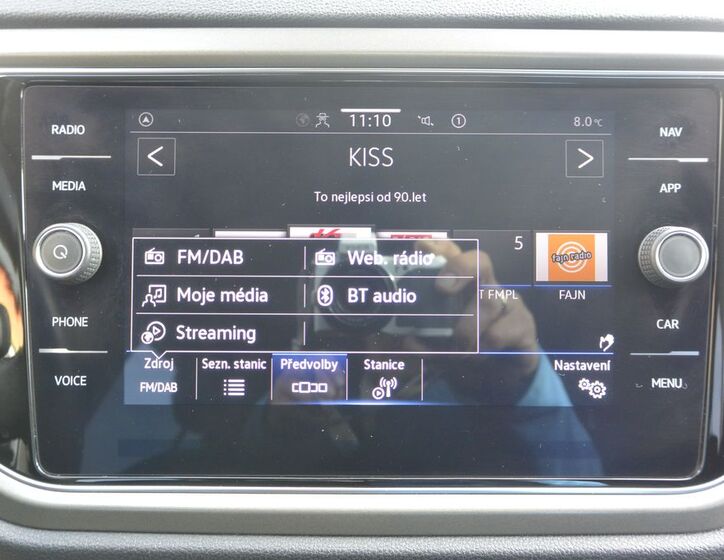 RADIO
11:10
1
8.0 °C
NAV
<
KISS
>
MEDIA
APP
To nejlepsi od 90.let
FM/DAB
Web. rádio
5
fajn radio
Moje média
BT audio
T FMPL
FAJN
PHONE
Streaming
CAR
Zdroj
Sezn. stanic
Předvolby
Stanice
Nastavení
VOICE
FM/DAB
MENU